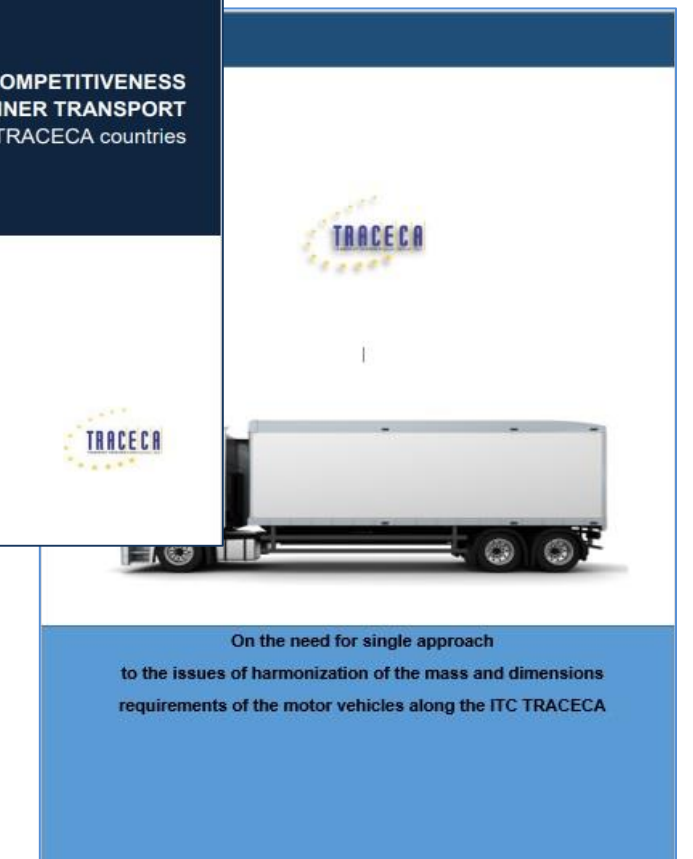 OMPETITIVENESS
INER TRANSPORT
TRACECA countries
TRACECA
TRACECA
On the need for single approach
to the issues of harmonization of the mass and dimensions
requirements of the motor vehicles along the ITC TRACECA